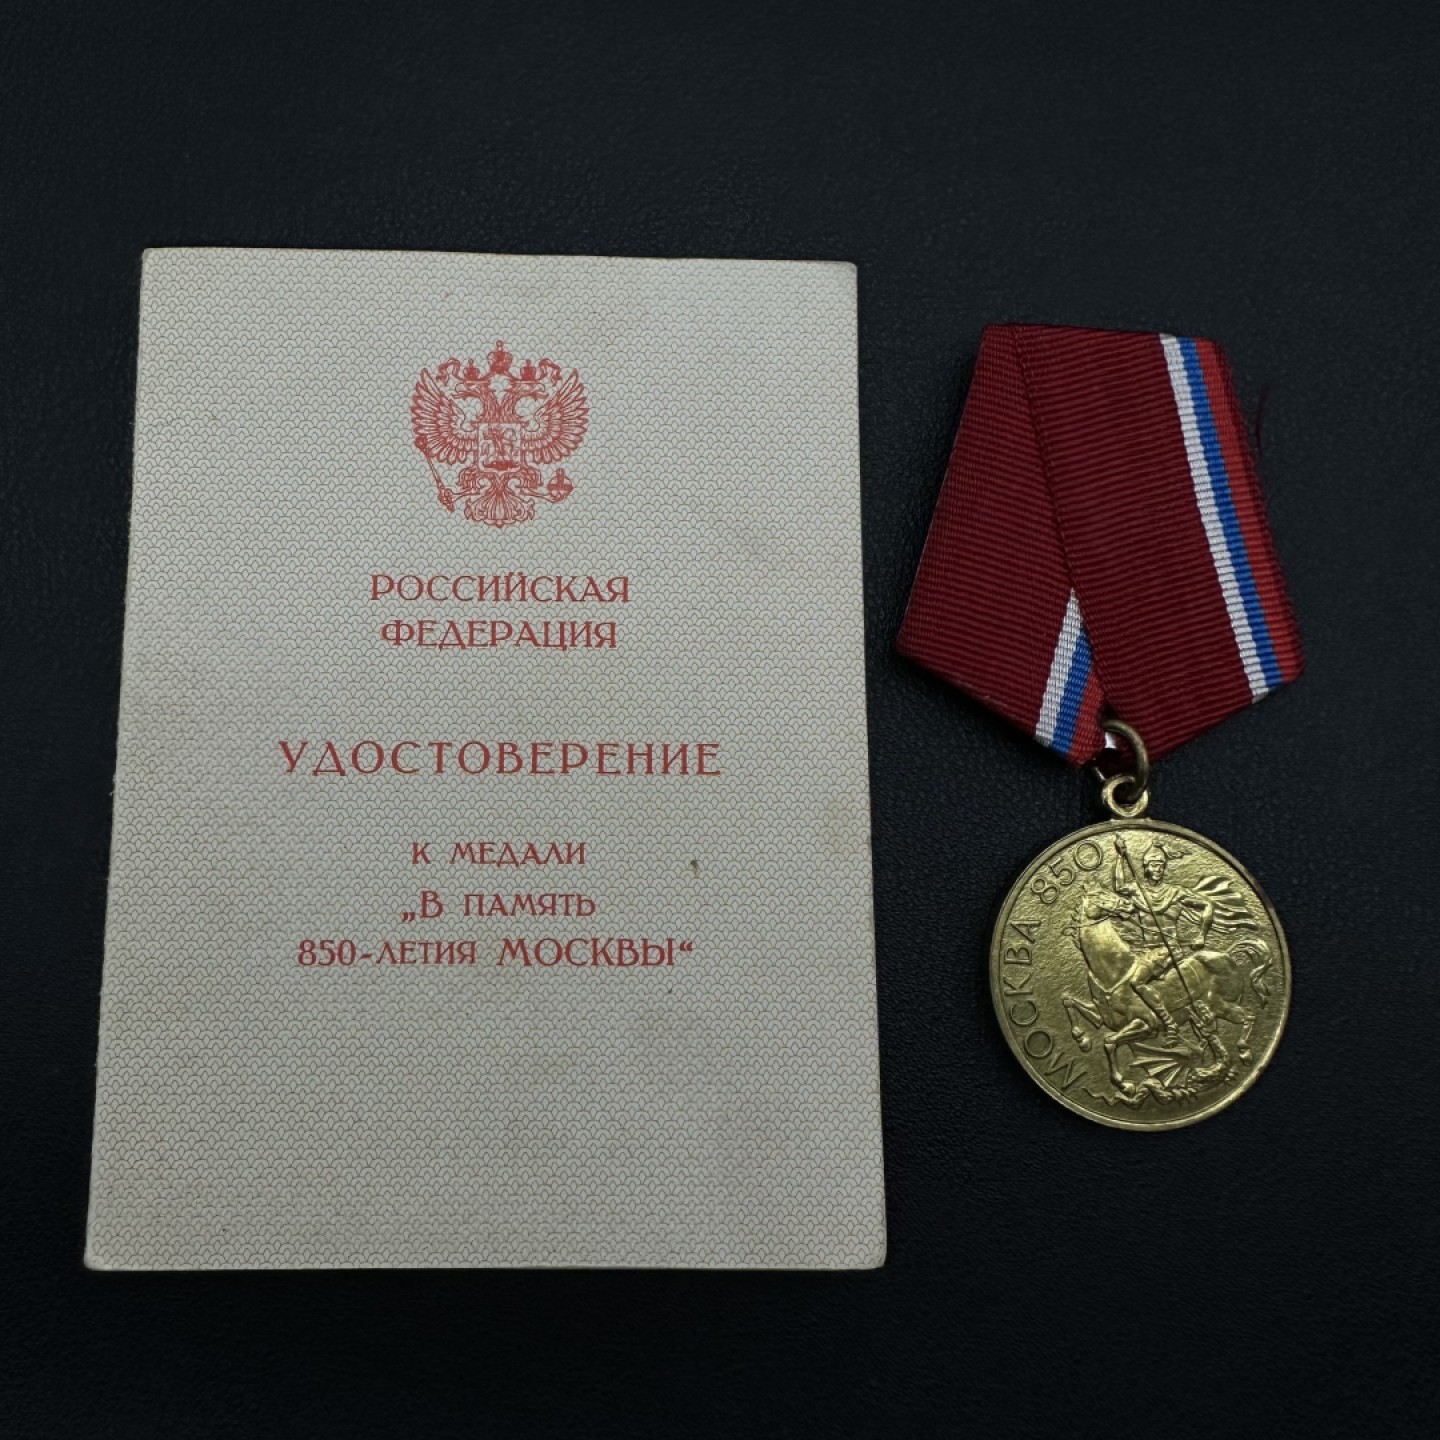 РОССИЙСКАЯ
ФЕДЕРАЦИЯ
УДОСТОВЕРЕНИЕ
К МЕДАЛИ
„В ПАМЯТЬ
850-ЛЕТИЯ МОСКВЫ“
МОСКВА 850